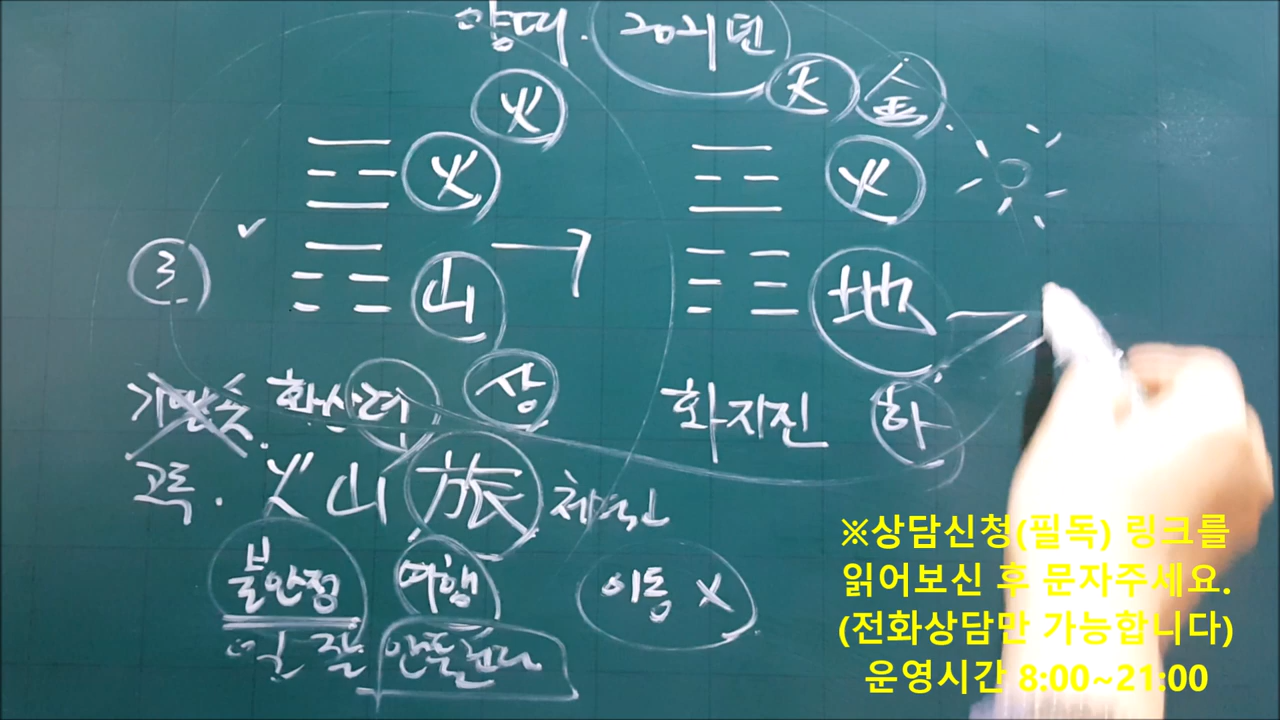 양띠. 2021년
火
天 金
火
火
3
山
地
화산려
상
화지진
하
고독.
火山旅
불안정
여행
이동 X
일 잘 안풀린다
※상담신청(필독) 링크를
읽어보신 후 문자주세요.
(전화상담만 가능합니다)
운영시간 8:00~21:00